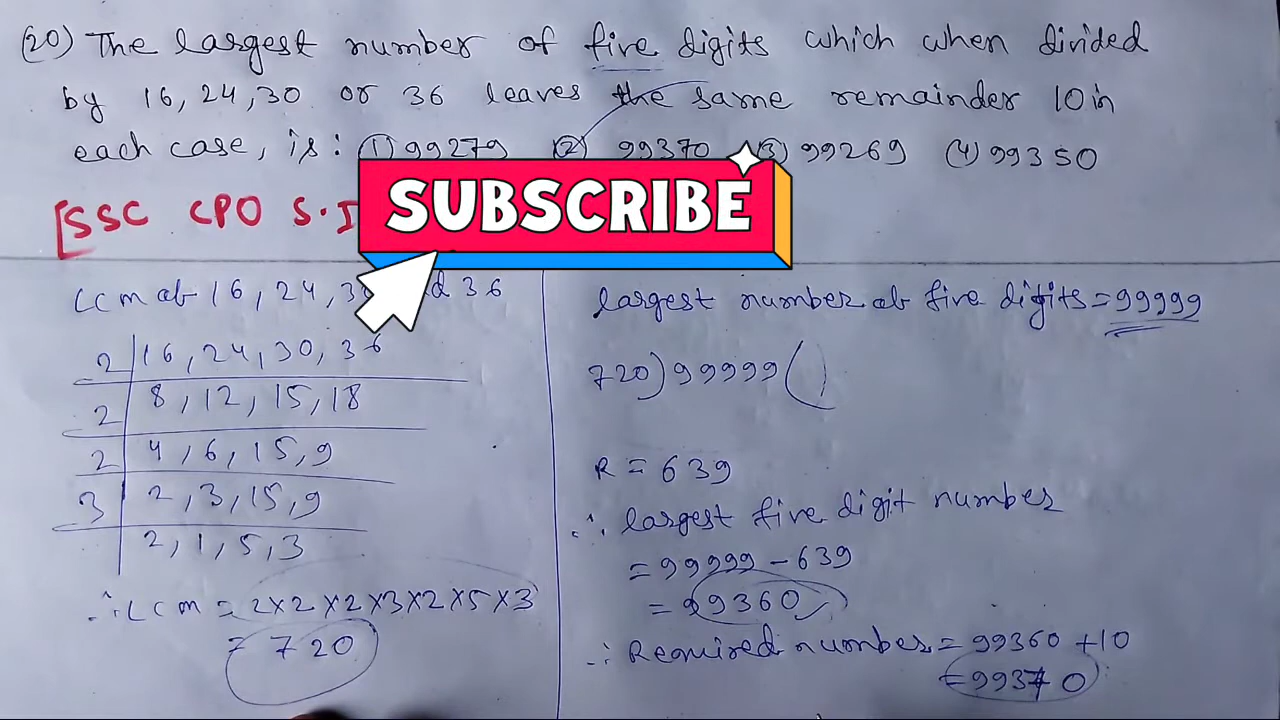 (20) The largest number of five digits which when divided
by 16, 24, 30 or 36 leaves the same remainder 10 in
each case, is: (1) 99279 (2) 99370 (3) 99269 (4) 99350
SUBSCRIBE
[SSC CPO S.I
LCM of 16, 24, 36
2 | 16, 24, 30, 36
2 | 8, 12, 15, 18
2 | 4, 6, 15, 9
3 | 2, 3, 15, 9
2, 1, 5, 3
∴ LCM = 2×2×2×3×2×5×3
= 720
largest number of five digits = 99999
720)99999(
R = 639
∴ largest five digit number
= 99999 - 639
= 99360
∴ Required number = 99360 + 10
= 99370